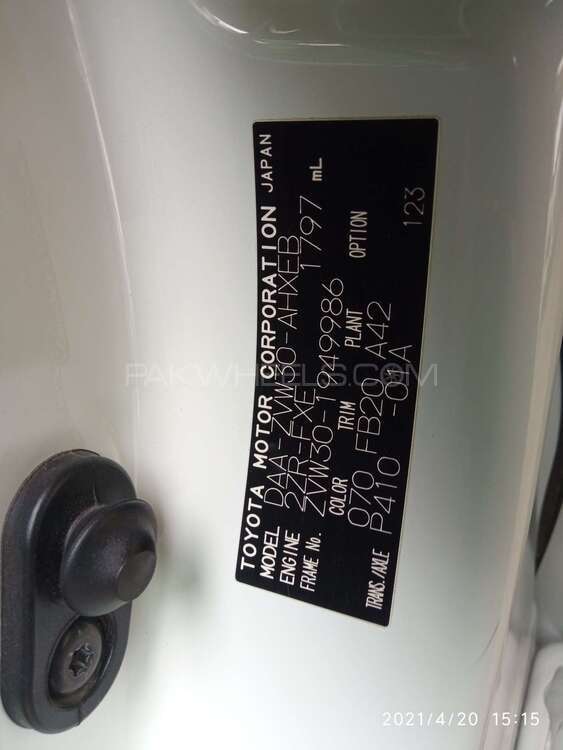 TOYOTA MOTOR CORPORATION JAPAN
MODEL DAA-ZVW30-AHXEB
ENGINE 2ZR-FXE 1797 mL
FRAME No. ZVW30-1949986
COLOR TRIM PLANT OPTION
070 FB20 A42 123
TRANS./AXLE P410 -01A
PAKWHEELS.COM
2021/4/20 15:15